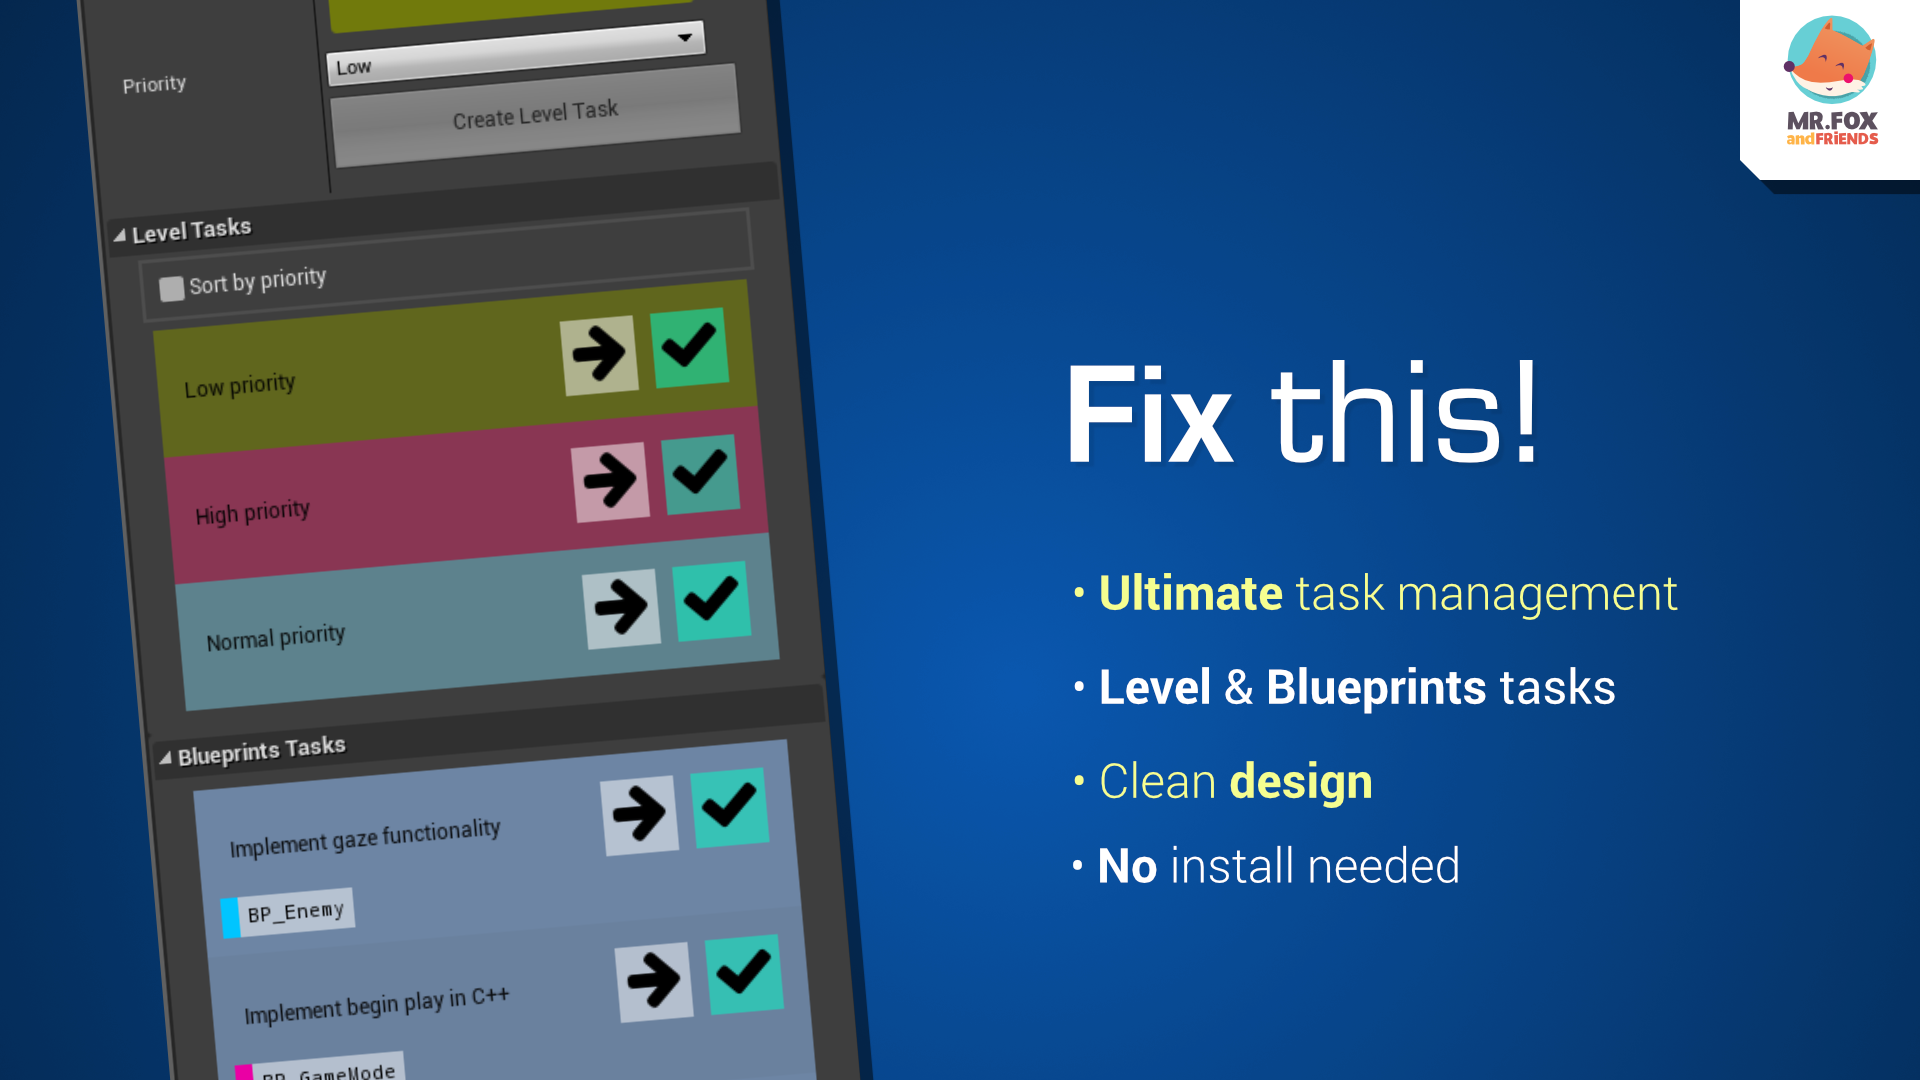 Priority
Low
Create Level Task
Level Tasks
Sort by priority
Low priority
High priority
Normal priority
Blueprints Tasks
Implement gaze functionality
BP_Enemy
Implement begin play in C++
BP_GameMode
MR.FOX
andFRiENDS
Fix this!
• Ultimate task management
• Level & Blueprints tasks
• Clean design
• No install needed